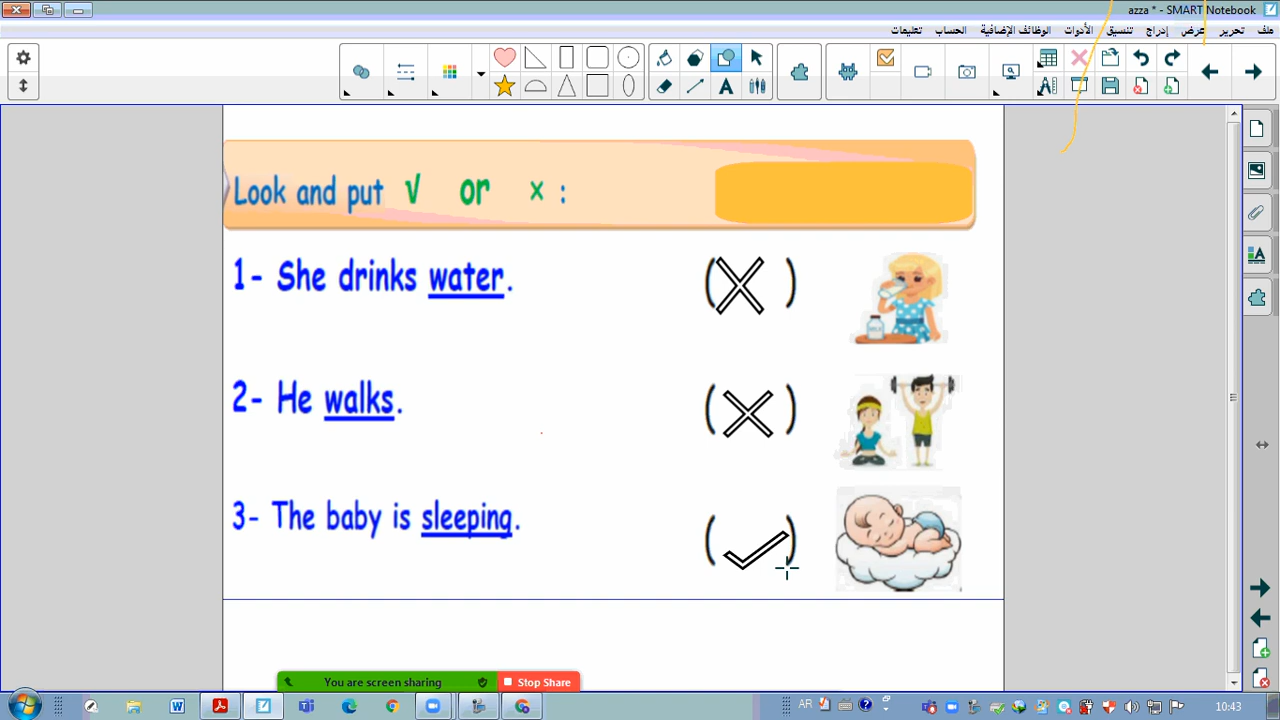 azza * - SMART Notebook
ملف تحرير عرض إدراج تنسيق الأدوات الوظائف الإضافية الحساب تعليمات
Look and put √ or × :
1- She drinks water. ( )
MILK
2- He walks. ( )
3- The baby is sleeping. ( )
You are screen sharing Stop Share
AR 10:43